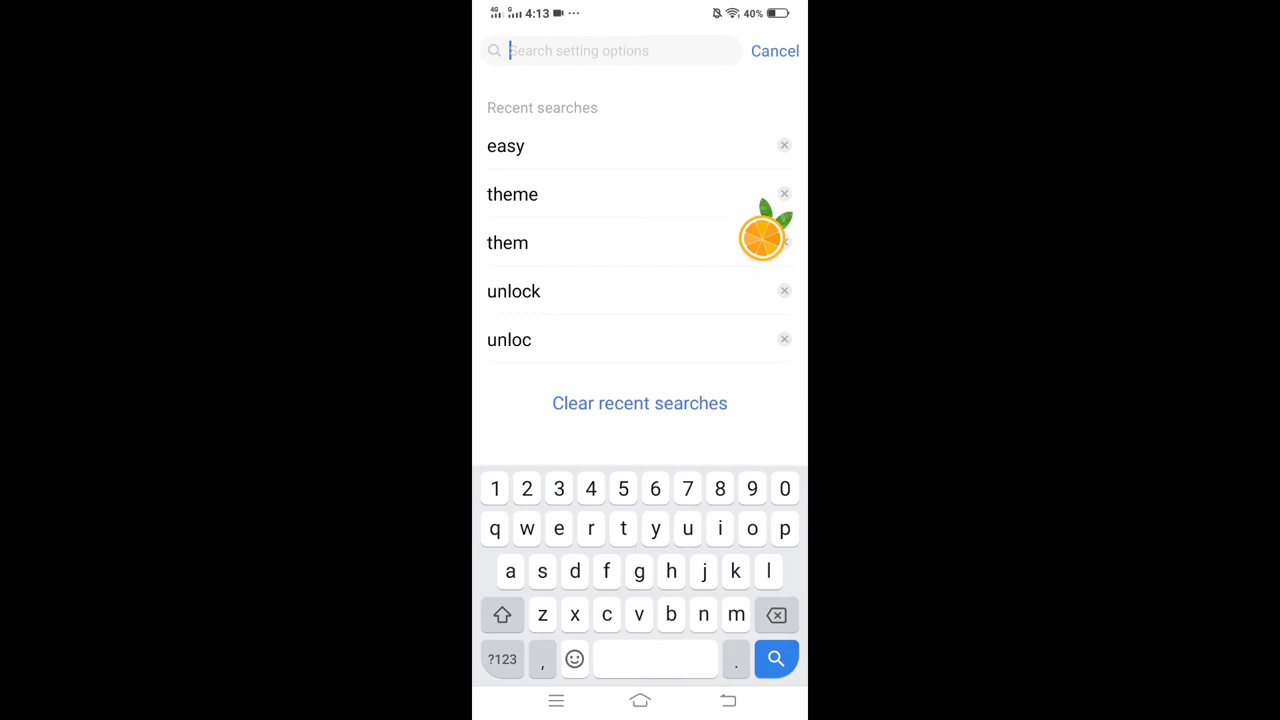 4G G 4:13 ... 40%
Search setting options Cancel
Recent searches
easy
theme
them
unlock
unloc
Clear recent searches
1 2 3 4 5 6 7 8 9 0
q w e r t y u i o p
a s d f g h j k l
z x c v b n m
?123 , .